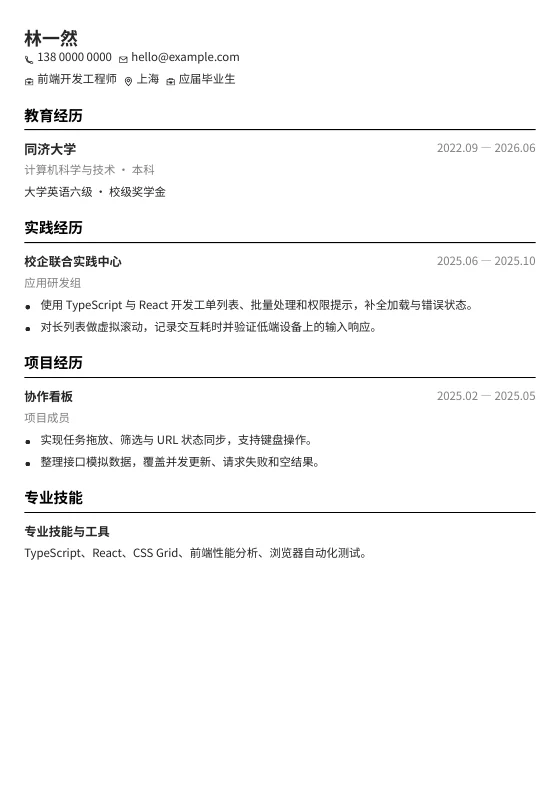 林一然
138 0000 0000 hello@example.com
前端开发工程师 上海 应届毕业生
教育经历
同济大学 2022.09 — 2026.06
计算机科学与技术 · 本科
大学英语六级 · 校级奖学金
实践经历
校企联合实践中心 2025.06 — 2025.10
应用研发组
• 使用 TypeScript 与 React 开发工单列表、批量处理和权限提示，补全加载与错误状态。
• 对长列表做虚拟滚动，记录交互耗时并验证低端设备上的输入响应。
项目经历
协作看板 2025.02 — 2025.05
项目成员
• 实现任务拖放、筛选与 URL 状态同步，支持键盘操作。
• 整理接口模拟数据，覆盖并发更新、请求失败和空结果。
专业技能
专业技能与工具
TypeScript、React、CSS Grid、前端性能分析、浏览器自动化测试。